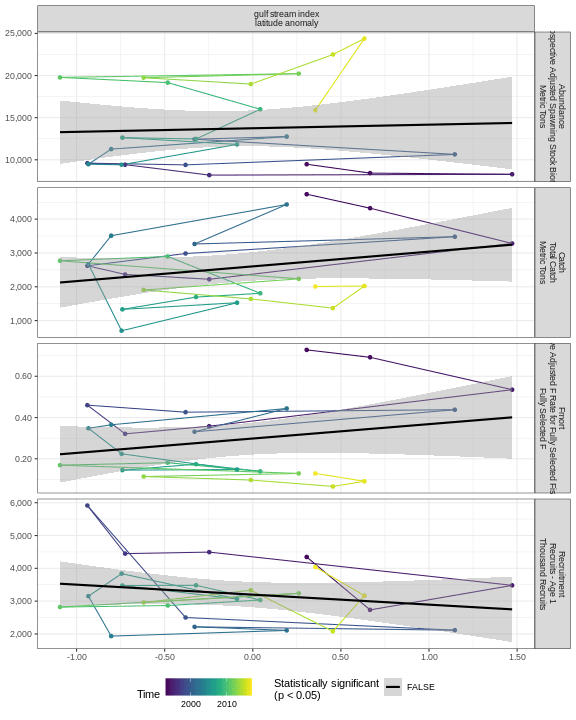 gulf stream index
latitude anomaly
25,000
20,000
15,000
10,000
Abundance
Adjusted Spawning Stock
Metric Tons
4,000
3,000
2,000
1,000
Catch
Total Catch
Metric Tons
0.60
0.40
0.20
Fmort
Adjusted F Rate for Fully Selected
Fully Selected F
6,000
5,000
4,000
3,000
2,000
Recruitment
Recruits - Age 1
Thousand Recruits
-1.00
-0.50
0.00
0.50
1.00
1.50
Time
2000
2010
Statistically significant
(p < 0.05)
FALSE